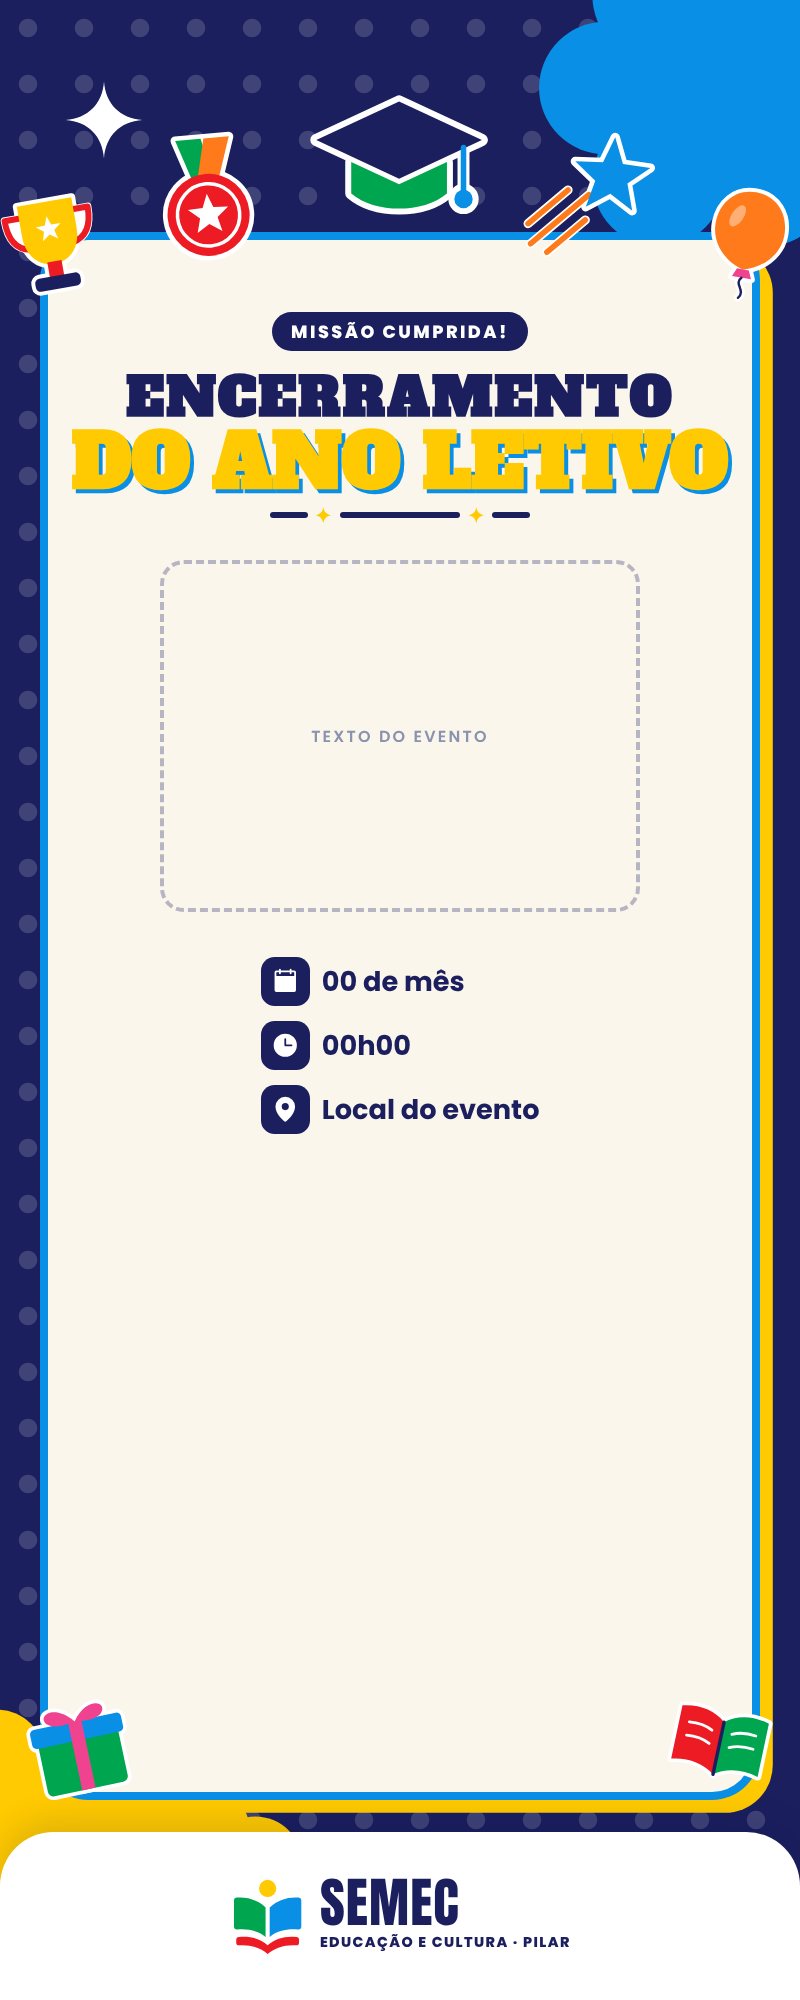 MISSÃO CUMPRIDA!
ENCERRAMENTO
DO ANO LETIVO
TEXTO DO EVENTO
00 de mês
00h00
Local do evento
SEMEC
EDUCAÇÃO E CULTURA · PILAR